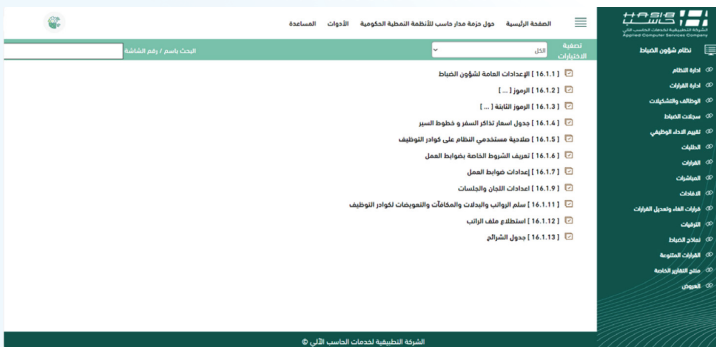 HASIB
حاسب
الشركة التطبيقية لخدمات الحاسب الآلي
Applied Computer Services Company
الصفحة الرئيسية
حول حزمة مدار حاسب للأنظمة النمطية الحكومية
الأدوات
المساعدة
نظام شؤون الضباط
ادارة النظام
ادارة القرارات
الوظائف والتشكيلات
سجلات الضباط
تقييم الاداء الوظيفي
الطلبات
القرارات
المباشرات
الافادات
قرارات الغاء وتعديل القرارات
الترقيات
نماذج الضباط
القرارات المتنوعة
منتج التقارير الخاصة
العروض
تصفية الاختيارات
الكل
البحث باسم / رقم الشاشة
[ 16.1.1 ] الإعدادات العامة لشؤون الضباط
[ 16.1.2 ] الرموز [ ... ]
[ 16.1.3 ] الرموز الثابتة [ ... ]
[ 16.1.4 ] جدول اسعار تذاكر السفر و خطوط السير
[ 16.1.5 ] صلاحية مستخدمي النظام على كوادر التوظيف
[ 16.1.6 ] تعريف الشروط الخاصة بضوابط العمل
[ 16.1.7 ] إعدادات ضوابط العمل
[ 16.1.9 ] اعدادات اللجان والجلسات
[ 16.1.11 ] سلم الرواتب والبدلات والمكافآت والتعويضات لكوادر التوظيف
[ 16.1.12 ] استطلاع ملف الراتب
[ 16.1.13 ] جدول الشرائح
الشركة التطبيقية لخدمات الحاسب الآلي ©